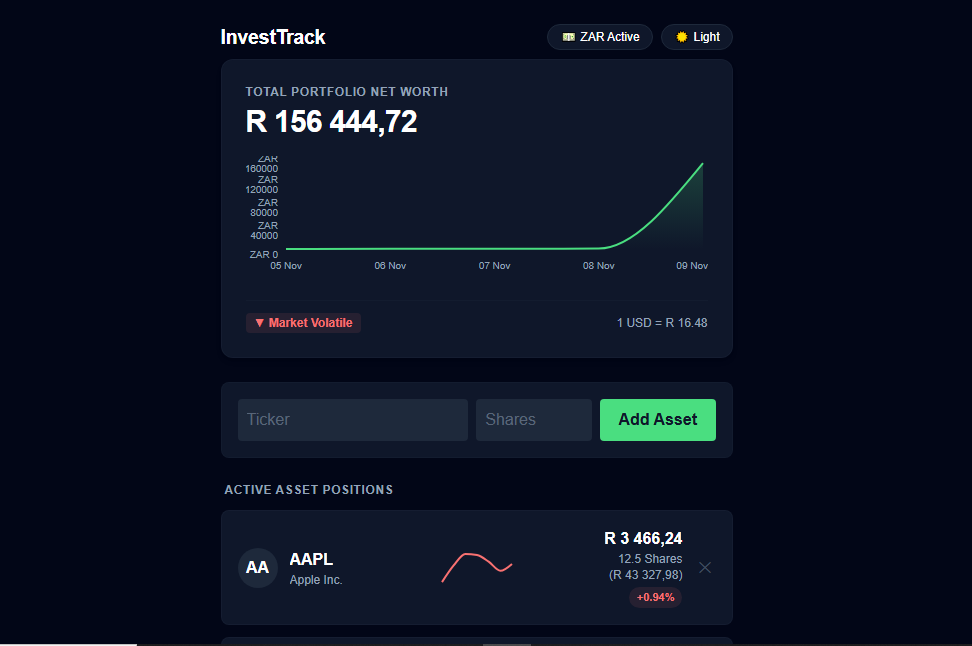 InvestTrack
💵 ZAR Active
☀️ Light
TOTAL PORTFOLIO NET WORTH
R 156 444,72
ZAR
160000
ZAR
120000
ZAR
80000
ZAR
40000
ZAR 0
05 Nov
06 Nov
07 Nov
08 Nov
09 Nov
▼ Market Volatile
1 USD = R 16.48
Ticker
Shares
Add Asset
ACTIVE ASSET POSITIONS
AA
AAPL
Apple Inc.
R 3 466,24
12.5 Shares
(R 43 327,98)
+0.94%